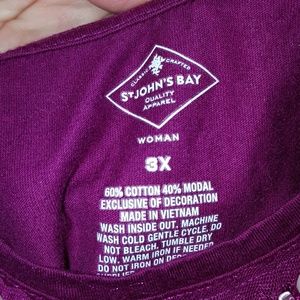 CLASSIC CRAFTED
ST JOHN'S BAY
QUALITY
APPAREL
WOMAN
3X
60% COTTON 40% MODAL
EXCLUSIVE OF DECORATION
MADE IN VIETNAM
WASH INSIDE OUT. MACHINE
WASH COLD GENTLE CYCLE. DO
NOT BLEACH. TUMBLE DRY
LOW. WARM IRON IF NEEDED
DO NOT IRON ON